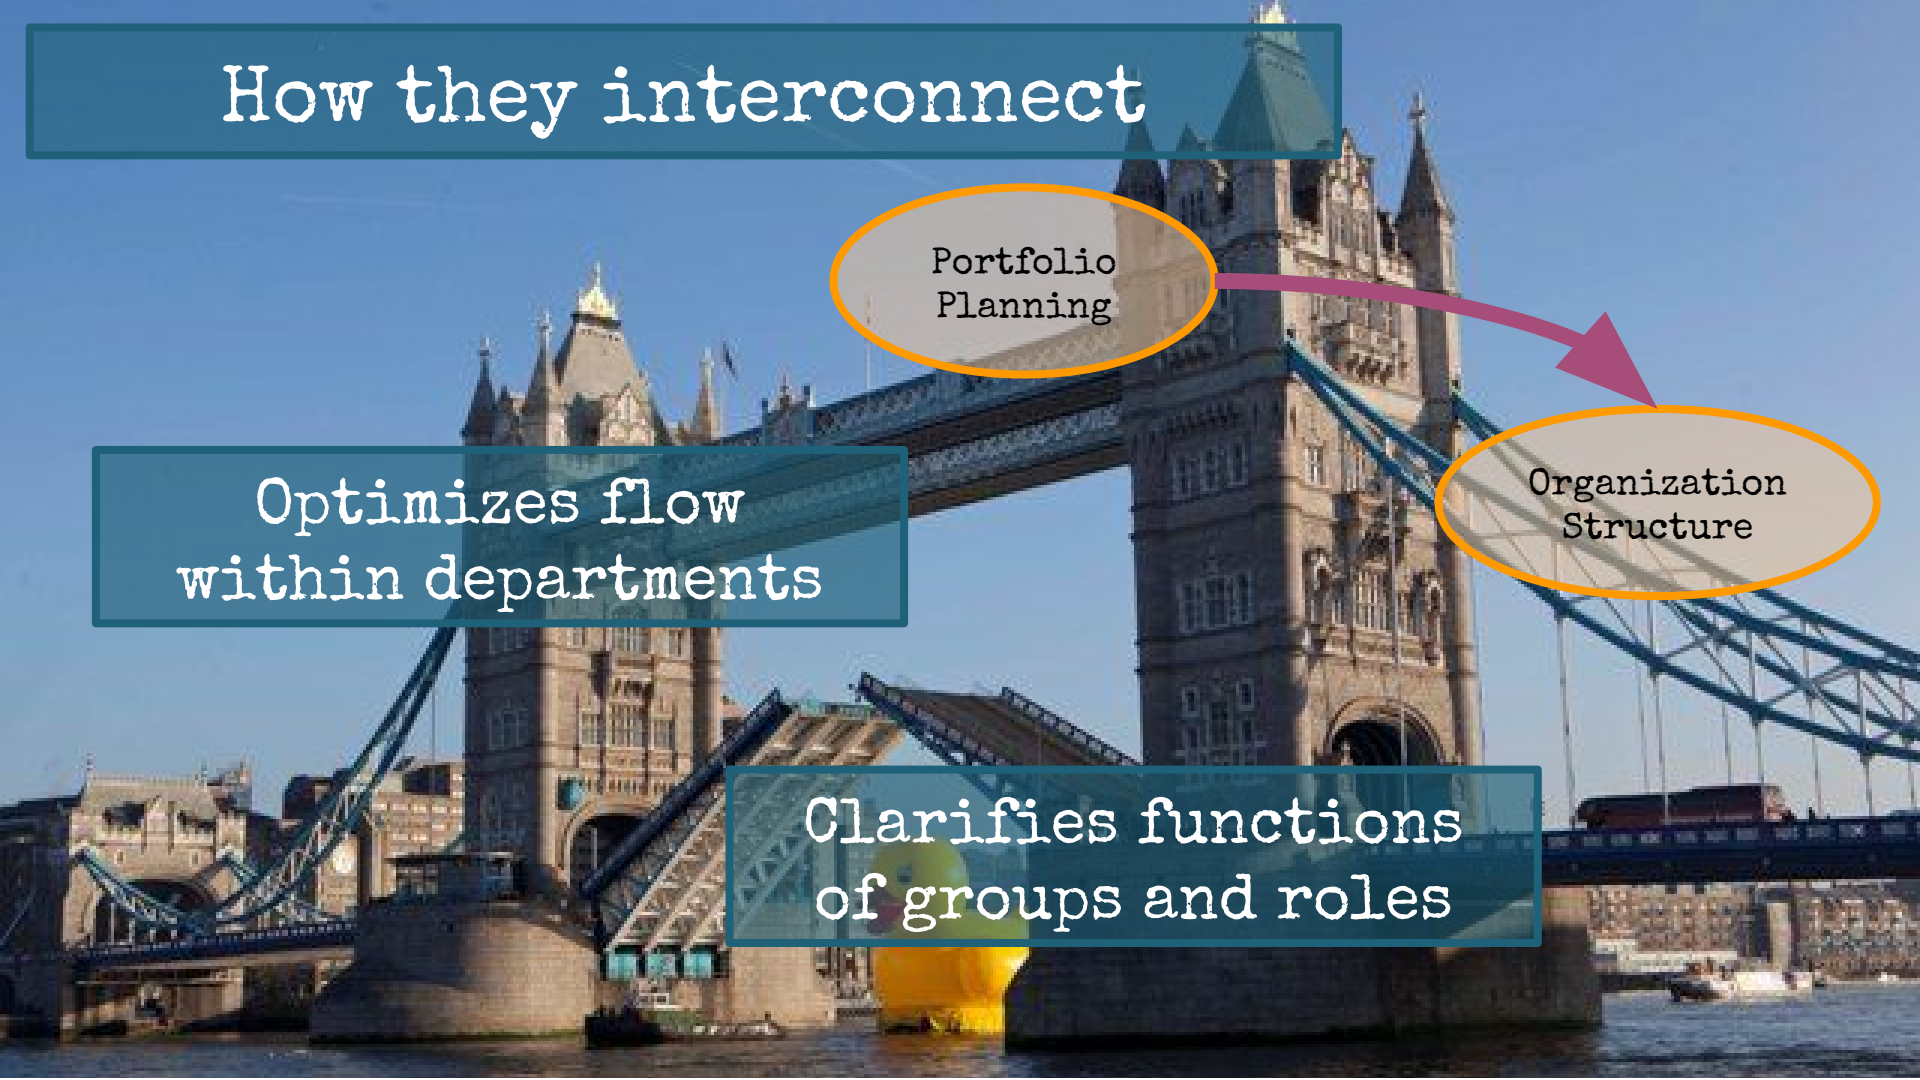 How they interconnect
Portfolio
Planning
Organization
Structure
Optimizes flow
within departments
Clarifies functions
of groups and roles